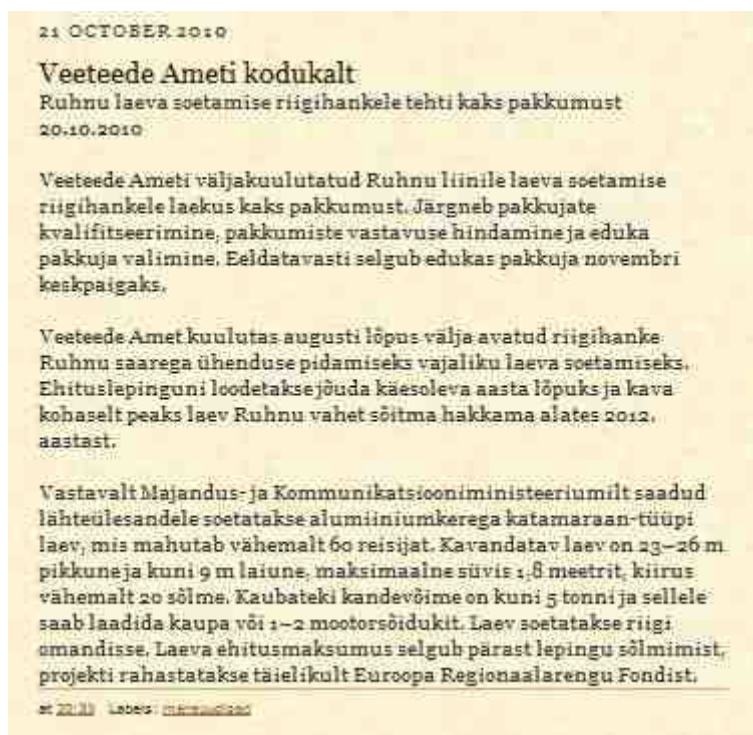 21 OCTOBER 2010
Veeteede Ameti kodukalt
Ruhnu laeva soetamise riigihankele tehti kaks pakkumust
20.10.2010
Veeteede Ameti väljakuulutatud Ruhnu liinile laeva soetamise
riigihankele laekus kaks pakkumust. Järgneb pakkujate
kvalifitseerimine, pakkumiste vastavuse hindamine ja eduka
pakkuja valimine. Eeldatavasti selgub edukas pakkuja novembri
keskpaigaks.
Veeteede Amet kuulutas augusti lõpus välja avatud riigihanke
Ruhnu saarega ühenduse pidamiseks vajaliku laeva soetamiseks.
Ehituslepinguni loodetakse jõuda käesoleva aasta lõpuks ja kava
kohaselt peaks laev Ruhnu vahet sõitma hakkama alates 2012.
aastast.
Vastavalt Majandus- ja Kommunikatsiooniministeeriumilt saadud
lähteülesandele soetatakse alumiiniumkerega katamaraan-tüüpi
laev, mis mahutab vähemalt 60 reisijat. Kavandatav laev on 23–26 m
pikkune ja kuni 9 m laiune, maksimaalne süvis 1,8 meetrit, kiirus
vähemalt 20 sõlme. Kaubateki kandevõime on kuni 5 tonni ja sellele
saab laadida kaupa või 1–2 mootorsõidukit. Laev soetatakse riigi
omandisse. Laeva ehitusmaksumus selgub pärast lepingu sõlmimist,
projekti rahastatakse täielikult Euroopa Regionaalarengu Fondist.
at Labels: